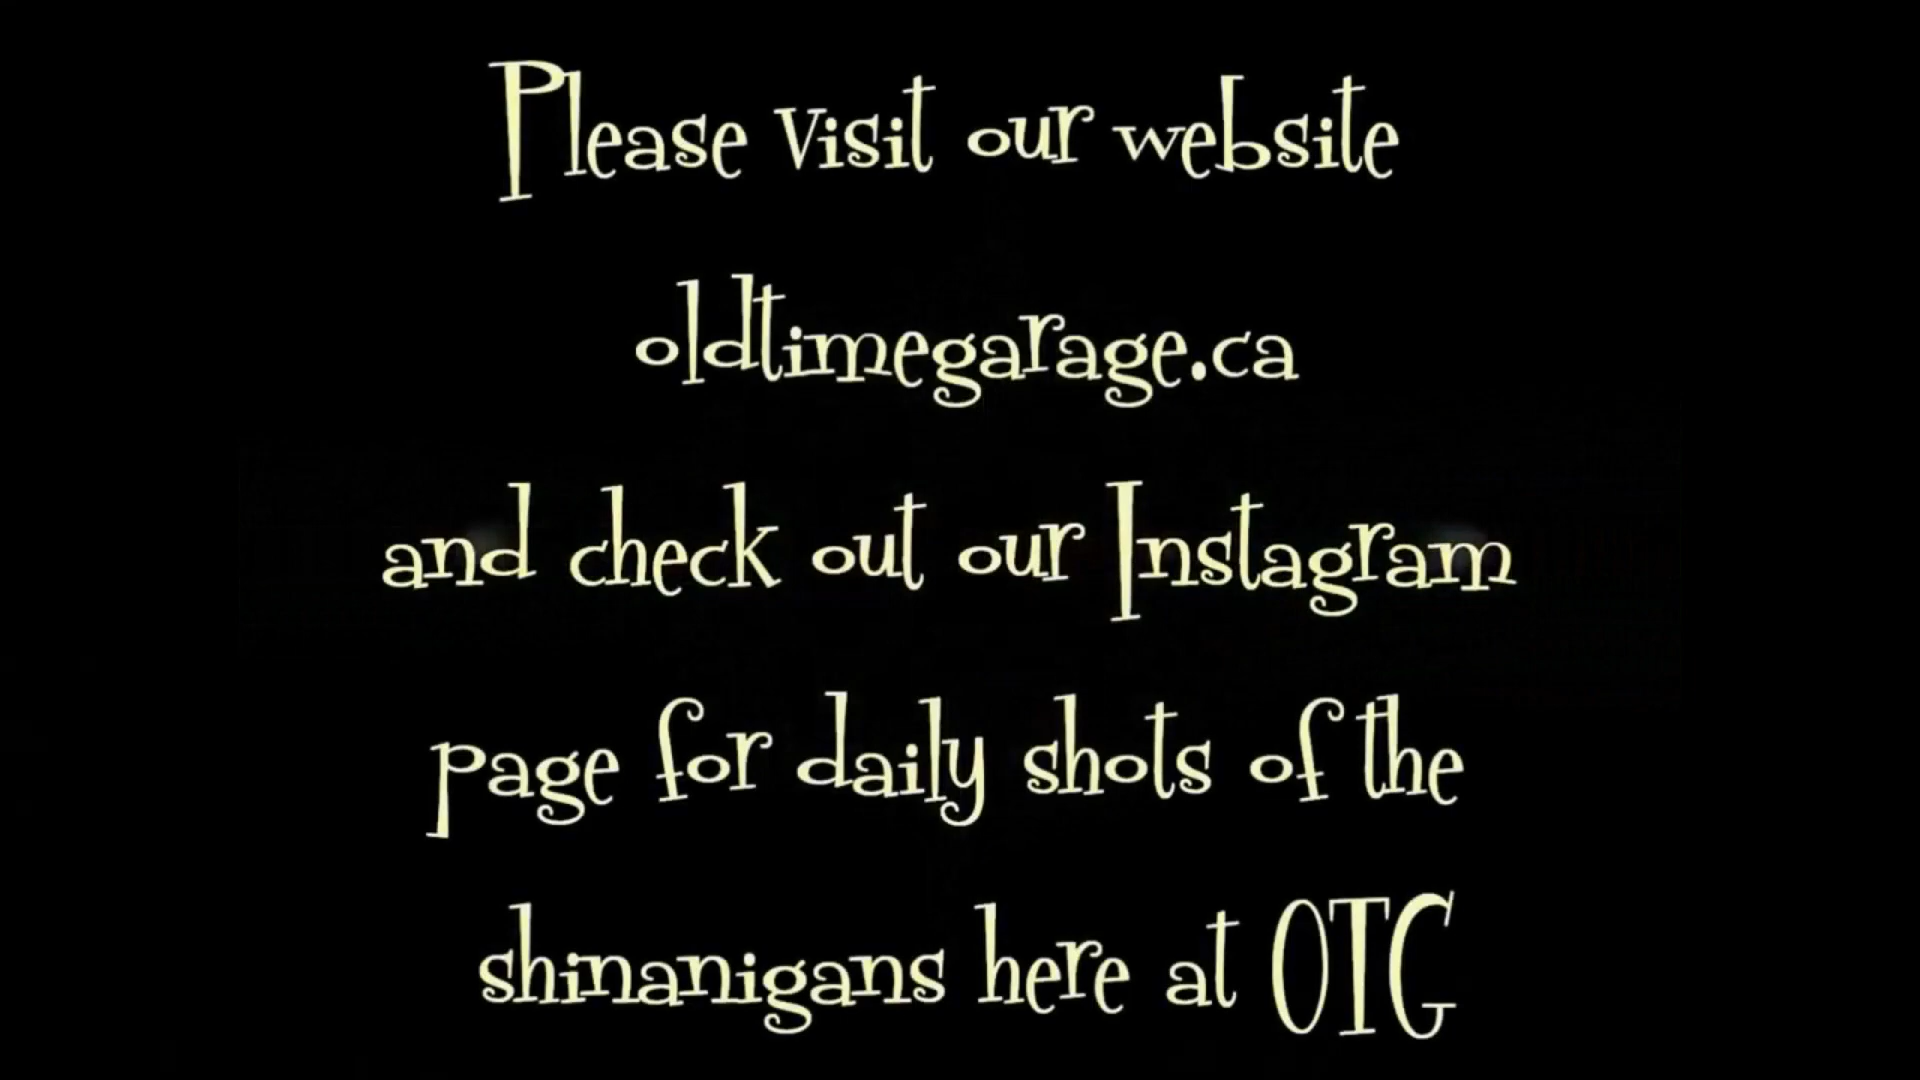 Please visit our website
oldtimegarage.ca
and check out our Instagram
page for daily shots of the
shinanigans here at OTG